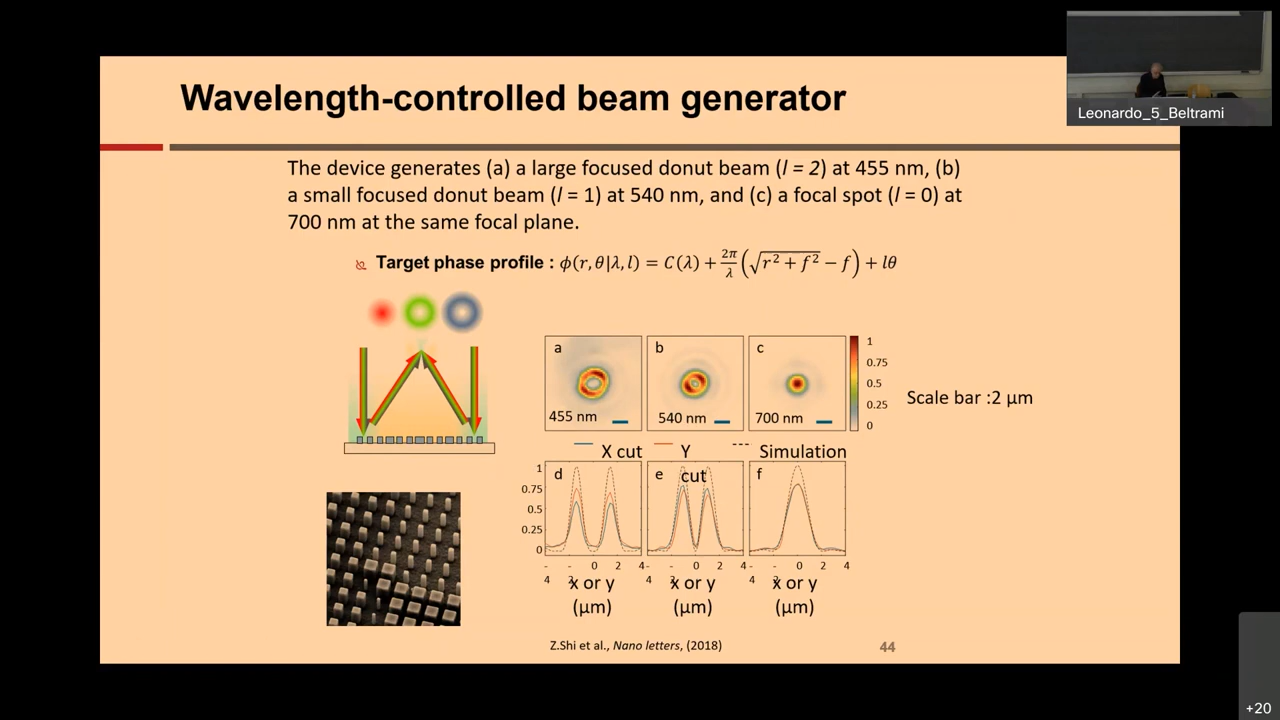 Leonardo_5_Beltrami
Wavelength-controlled beam generator
The device generates (a) a large focused donut beam (l = 2) at 455 nm, (b)
a small focused donut beam (l = 1) at 540 nm, and (c) a focal spot (l = 0) at
700 nm at the same focal plane.
Target phase profile : ϕ(r, θ|λ, l) = C(λ) + 2π/λ (√(r² + f²) − f) + lθ
a b c
455 nm 540 nm 700 nm
1
0.75
0.5
0.25
0
Scale bar :2 µm
X cut Y cut Simulation
d e f
1
0.75
0.5
0.25
0
-4 -2 0 2 4 -4 -2 0 2 4 -4 -2 0 2 4
x or y (µm) x or y (µm) x or y (µm)
Z.Shi et al., Nano letters, (2018)
44
+20